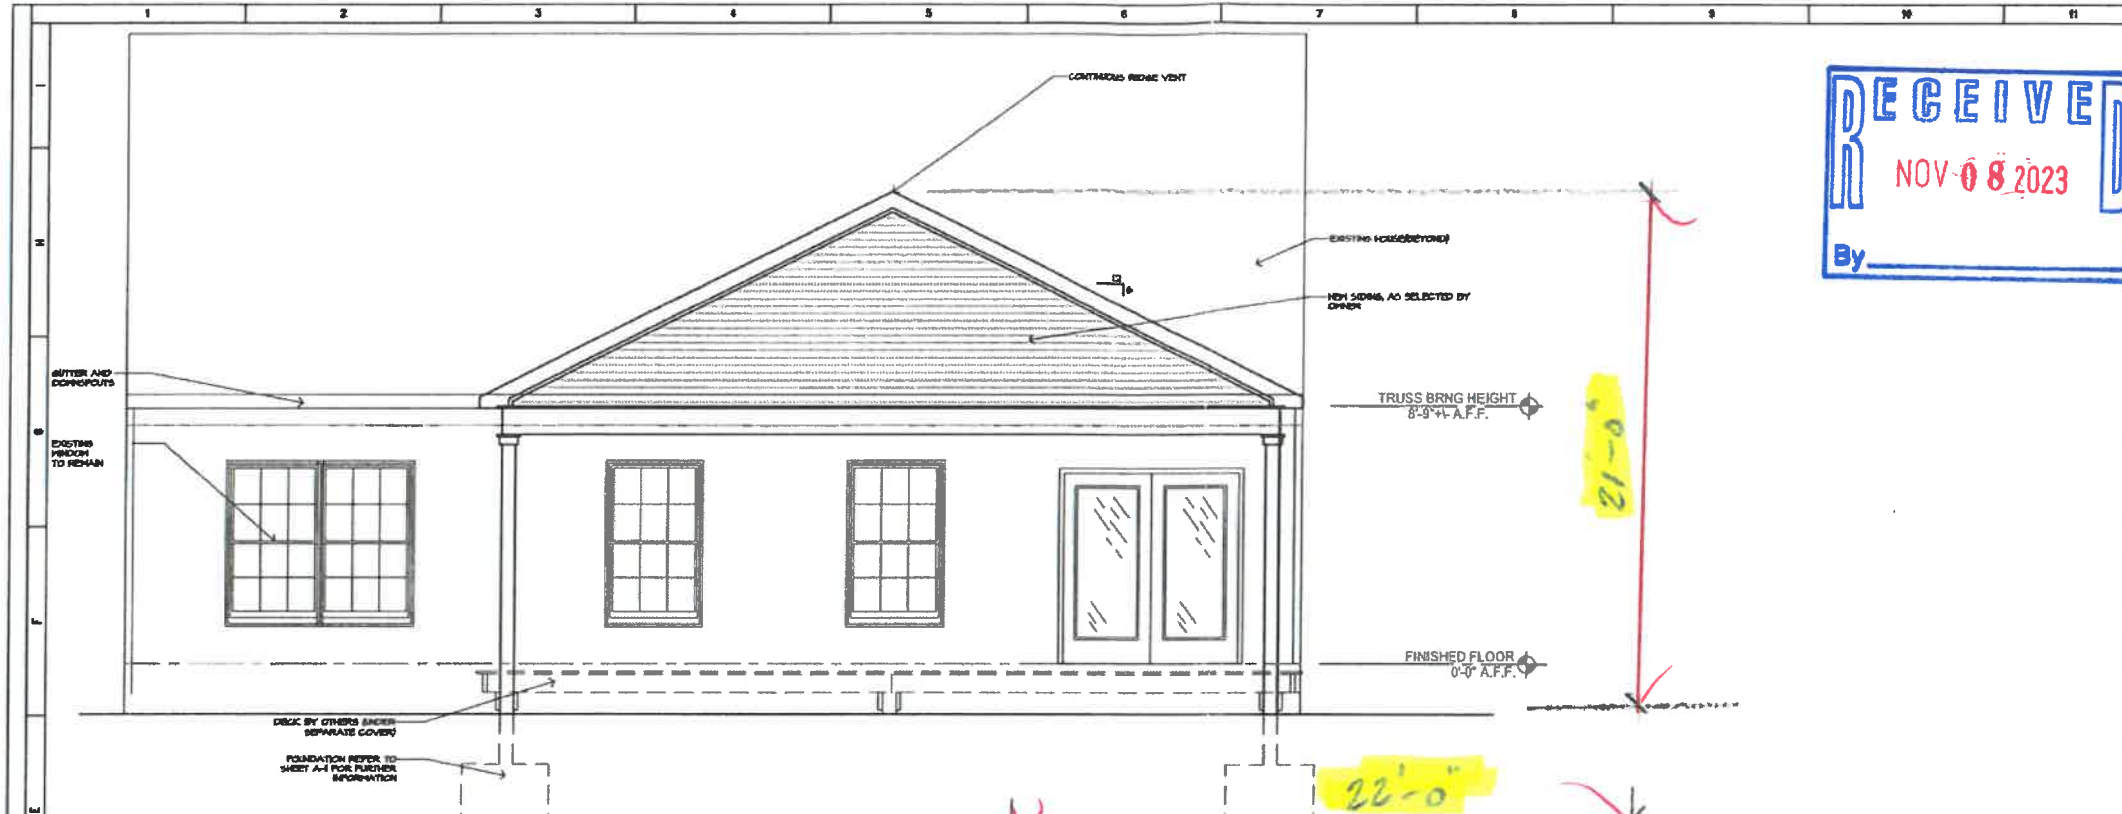 1 2 3 4 5 6 7 8 9 10 11
I
H
G
F
E
CONTINUOUS RIDGE VENT
RECEIVED
NOV 08 2023
By
EXISTING HOUSE(BEYOND)
12
6
NEW SIDING, AS SELECTED BY
OWNER
GUTTER AND
DOWNSPOUTS
TRUSS BRNG HEIGHT
8'-9"+\- A.F.F.
21'-0"
EXISTING
WINDOW
TO REMAIN
FINISHED FLOOR
0'-0" A.F.F.
DECK BY OTHERS (UNDER
SEPARATE COVER)
FOUNDATION REFER TO
SHEET A-1 FOR FURTHER
INFORMATION
22'-0"